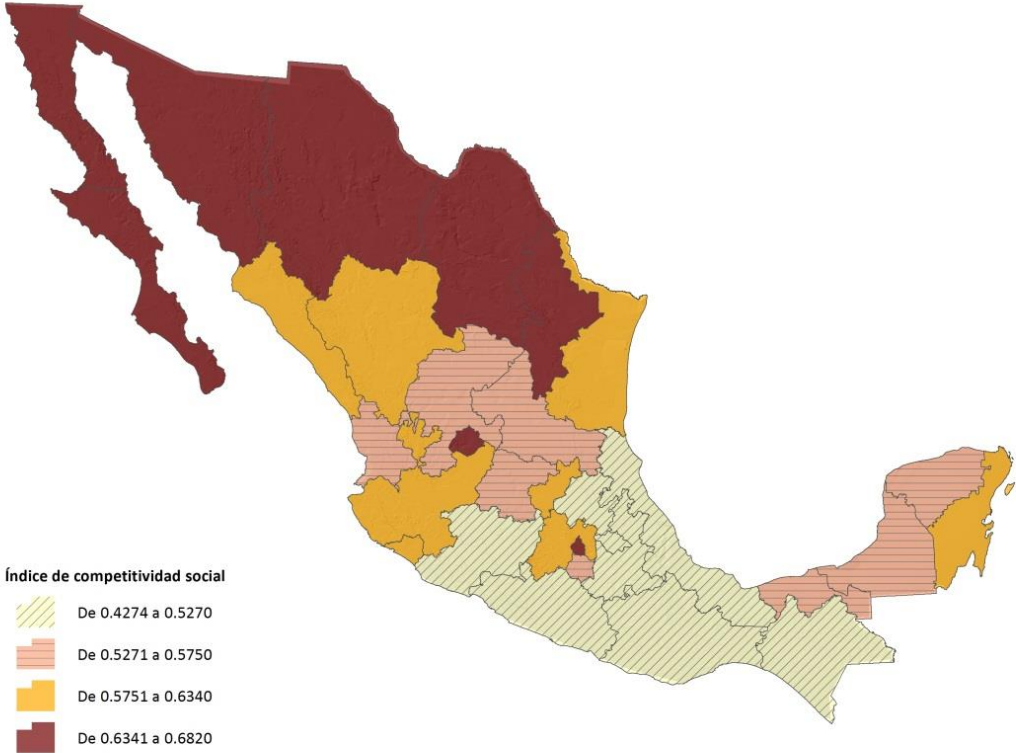 Índice de competitividad social
De 0.4274 a 0.5270
De 0.5271 a 0.5750
De 0.5751 a 0.6340
De 0.6341 a 0.6820